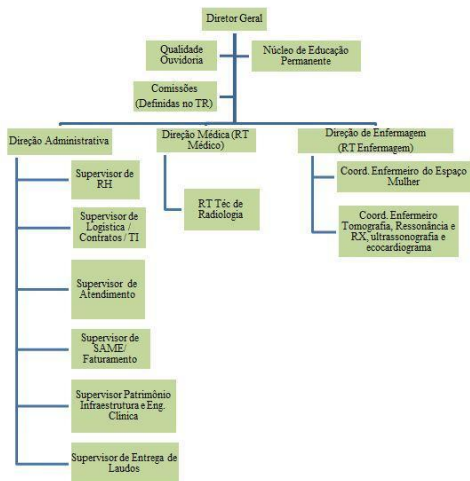 Diretor Geral
Qualidade
Ouvidoria
Núcleo de Educação
Permanente
Comissões
(Definidas no TR)
Direção Administrativa
Direção Médica (RT
Médico)
Direção de Enfermagem
(RT Enfermagem)
Supervisor de
RH
RT Téc de
Radiologia
Coord. Enfermeiro do Espaço
Mulher
Supervisor de
Logística /
Contratos / TI
Coord. Enfermeiro
Tomografia, Ressonância e
RX, ultrassonografia e
ecocardiograma
Supervisor de
Atendimento
Supervisor de
SAME/
Faturamento
Supervisor Patrimônio
Infraestrutura e Eng.
Clínica
Supervisor de Entrega de
Laudos